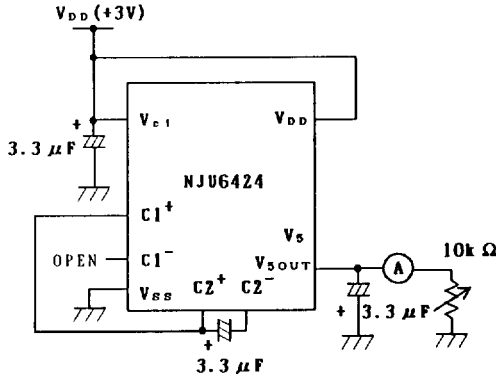 VDD (+3V)
+
VC1
VDD
3.3 μF
NJU6424
C1+
V5
10k Ω
OPEN
C1-
V5OUT
A
C2+
C2-
VSS
+
3.3 μF
+
3.3 μF